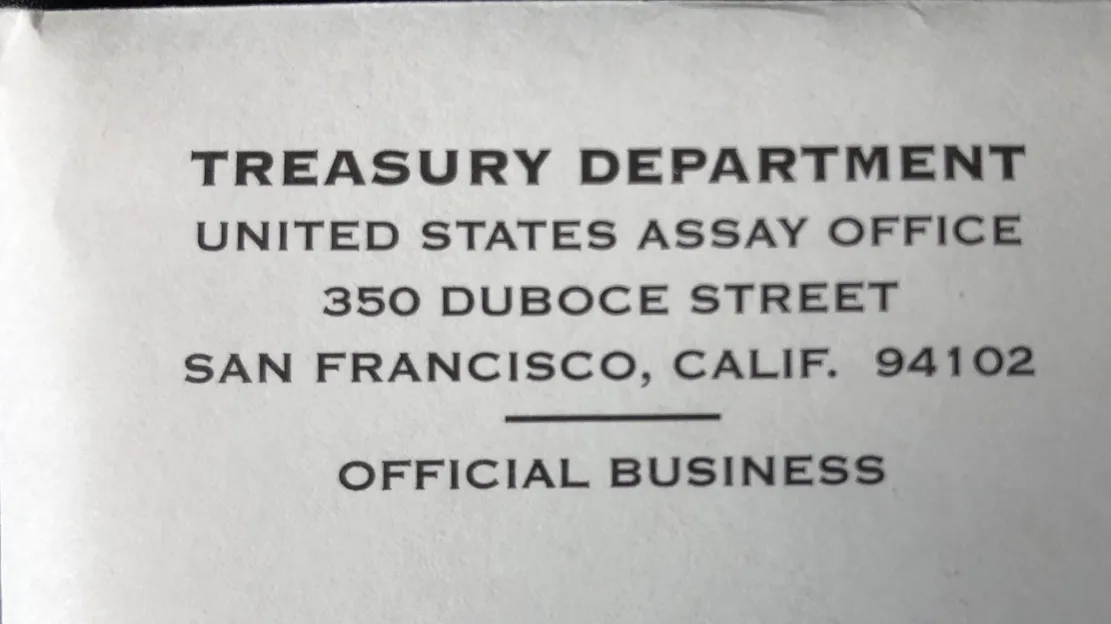 TREASURY DEPARTMENT
UNITED STATES ASSAY OFFICE
350 DUBOCE STREET
SAN FRANCISCO, CALIF. 94102
OFFICIAL BUSINESS